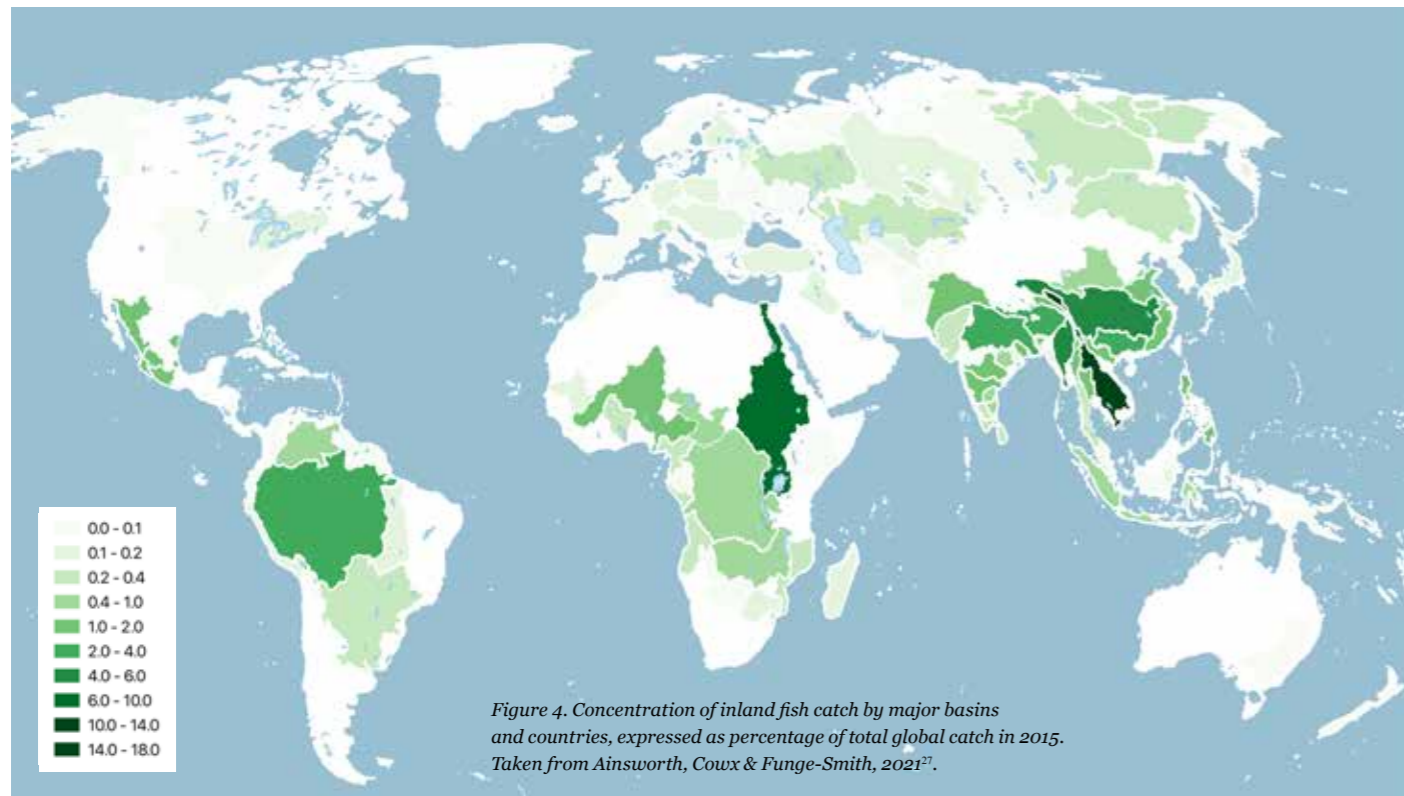 0.0 - 0.1
0.1 - 0.2
0.2 - 0.4
0.4 - 1.0
1.0 - 2.0
2.0 - 4.0
4.0 - 6.0
6.0 - 10.0
10.0 - 14.0
14.0 - 18.0
Figure 4. Concentration of inland fish catch by major basins
and countries, expressed as percentage of total global catch in 2015.
Taken from Ainsworth, Cowx & Funge-Smith, 2021²⁷.